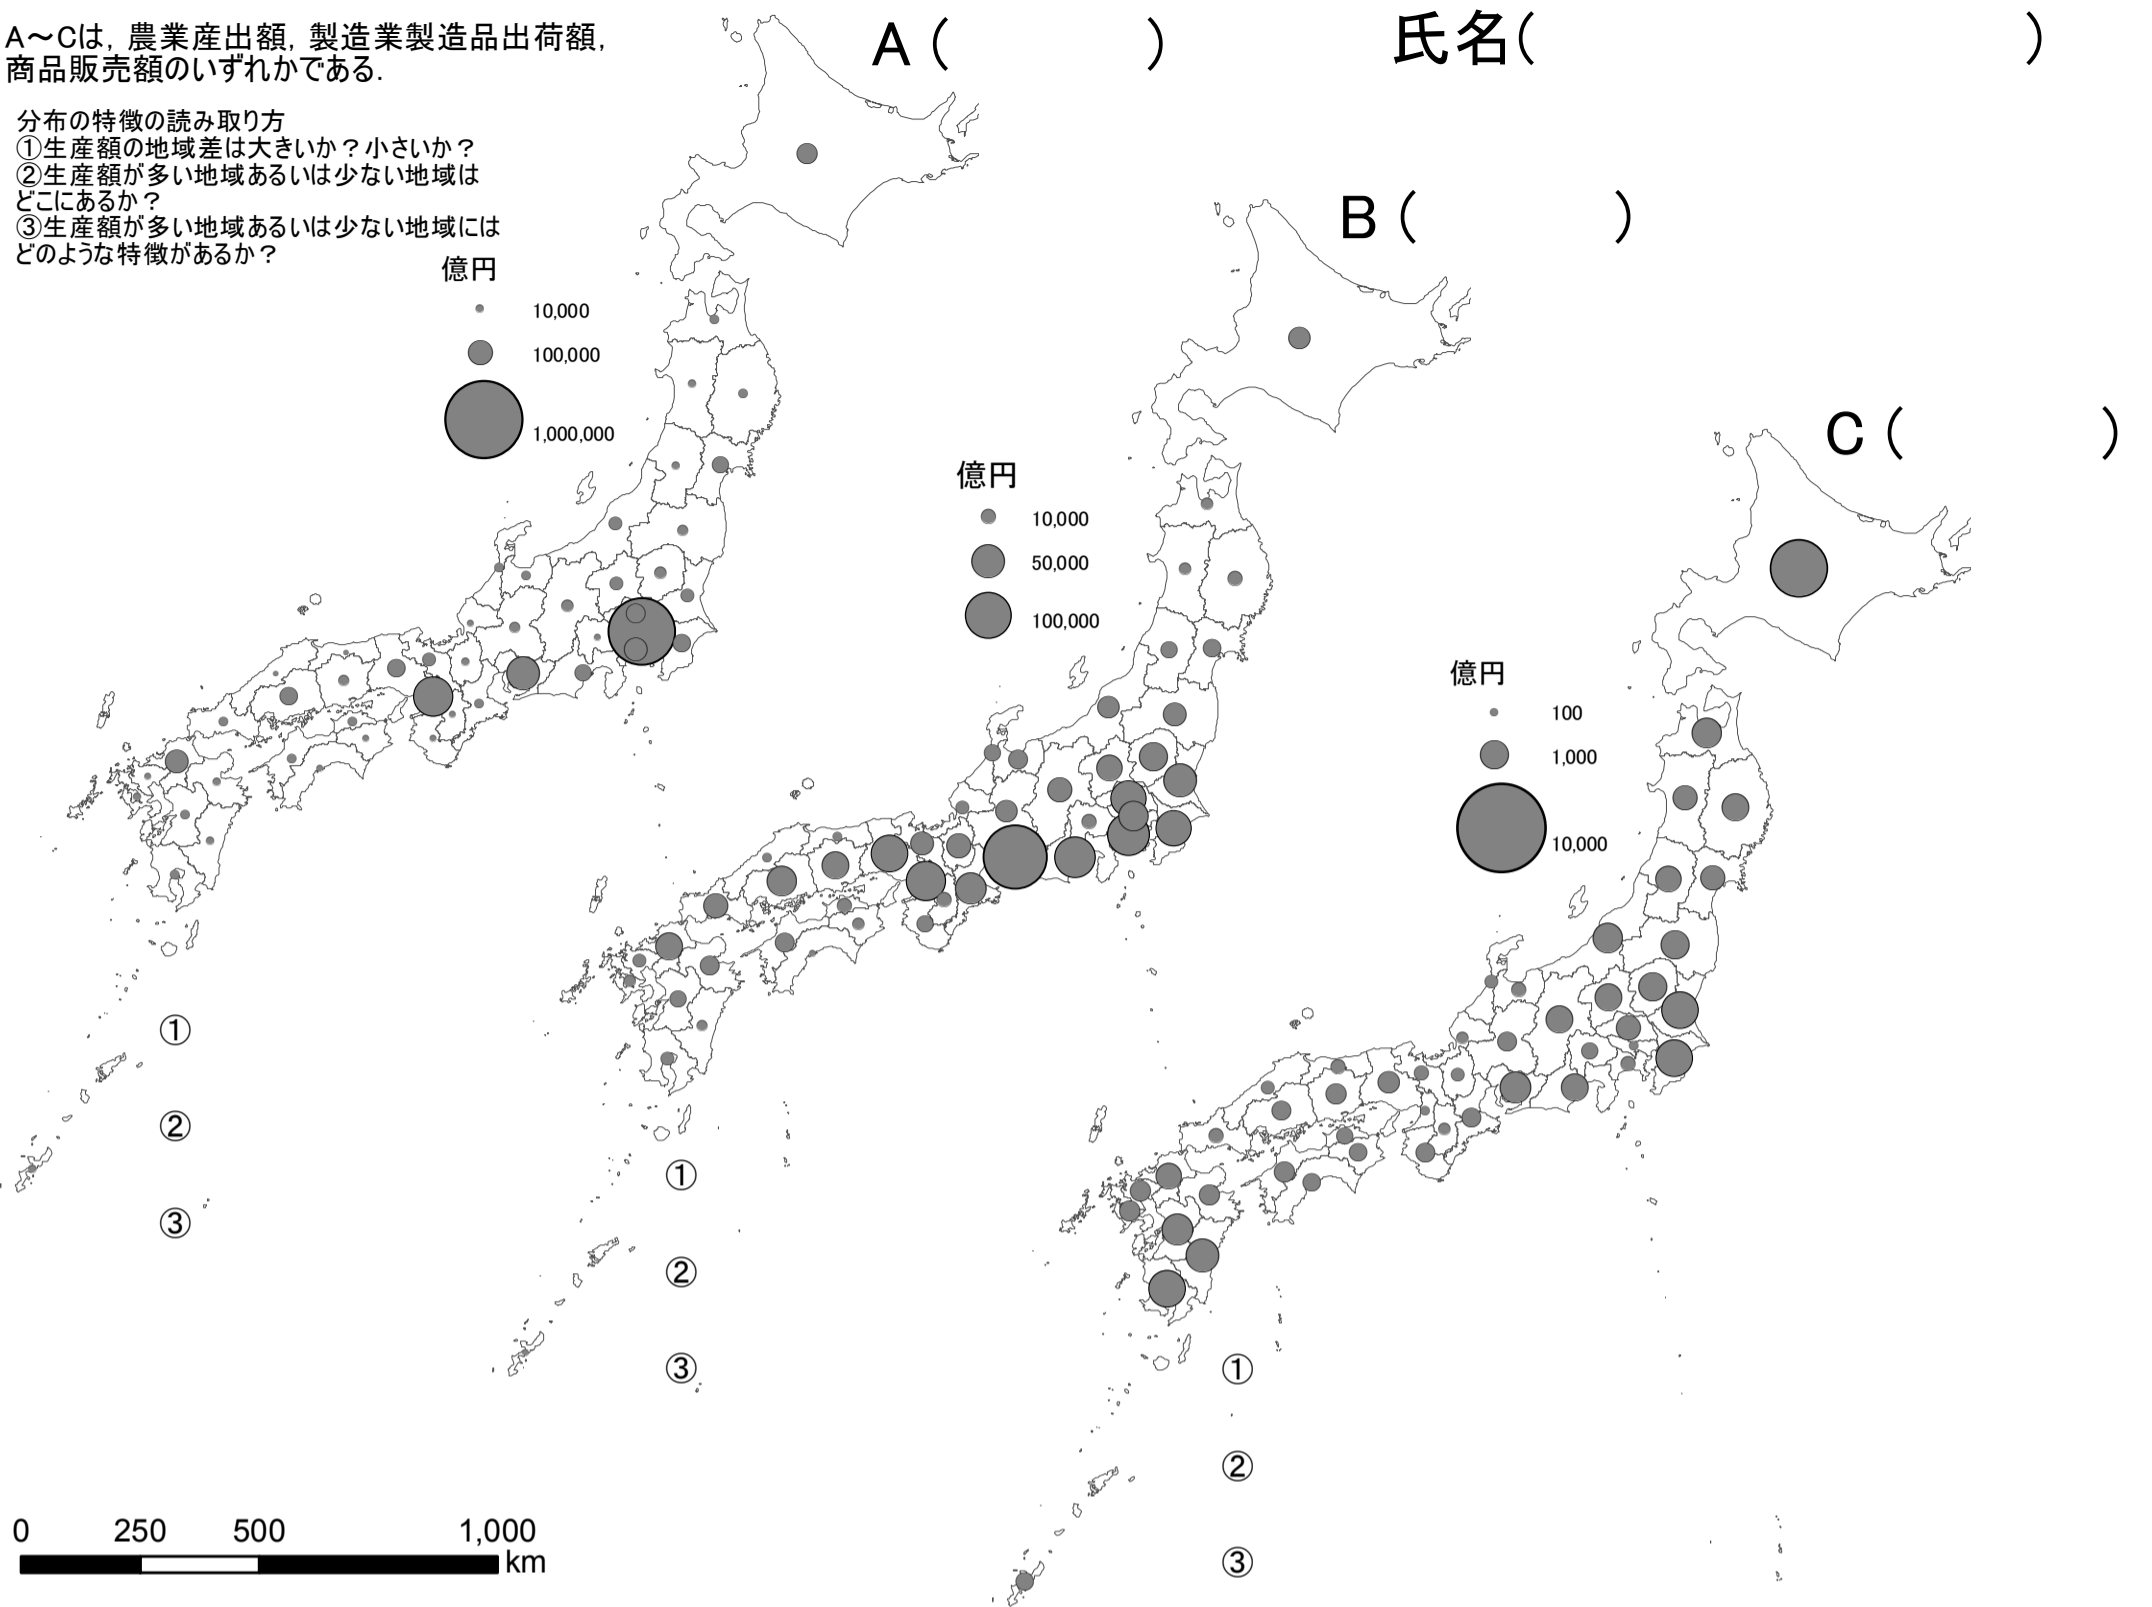 A～Cは，農業産出額，製造業製造品出荷額，
商品販売額のいずれかである．
分布の特徴の読み取り方
①生産額の地域差は大きいか？小さいか？
②生産額が多い地域あるいは少ない地域は
どこにあるか？
③生産額が多い地域あるいは少ない地域には
どのような特徴があるか？
A（　　　　　）
氏名（　　　　　　　　　　）
億円
10,000
100,000
1,000,000
①
②
③
B（　　　　　）
億円
10,000
50,000
100,000
①
②
③
C（　　　　　）
億円
100
1,000
10,000
①
②
③
0 250 500 1,000
km